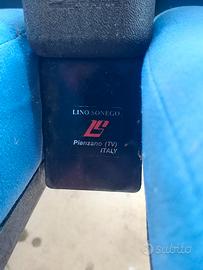 LINO SONEGO
LS
Pianzano (TV)
ITALY
subito